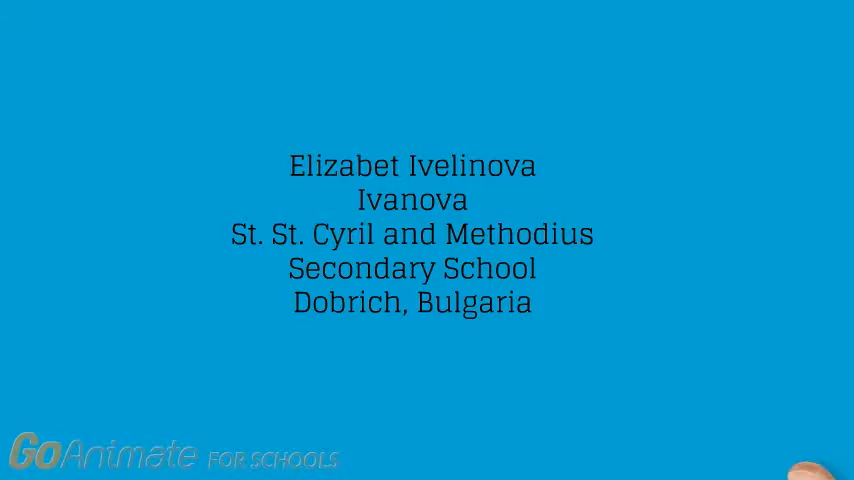 Elizabet Ivelinova
Ivanova
St. St. Cyril and Methodius
Secondary School
Dobrich, Bulgaria
GoAnimate FOR SCHOOLS